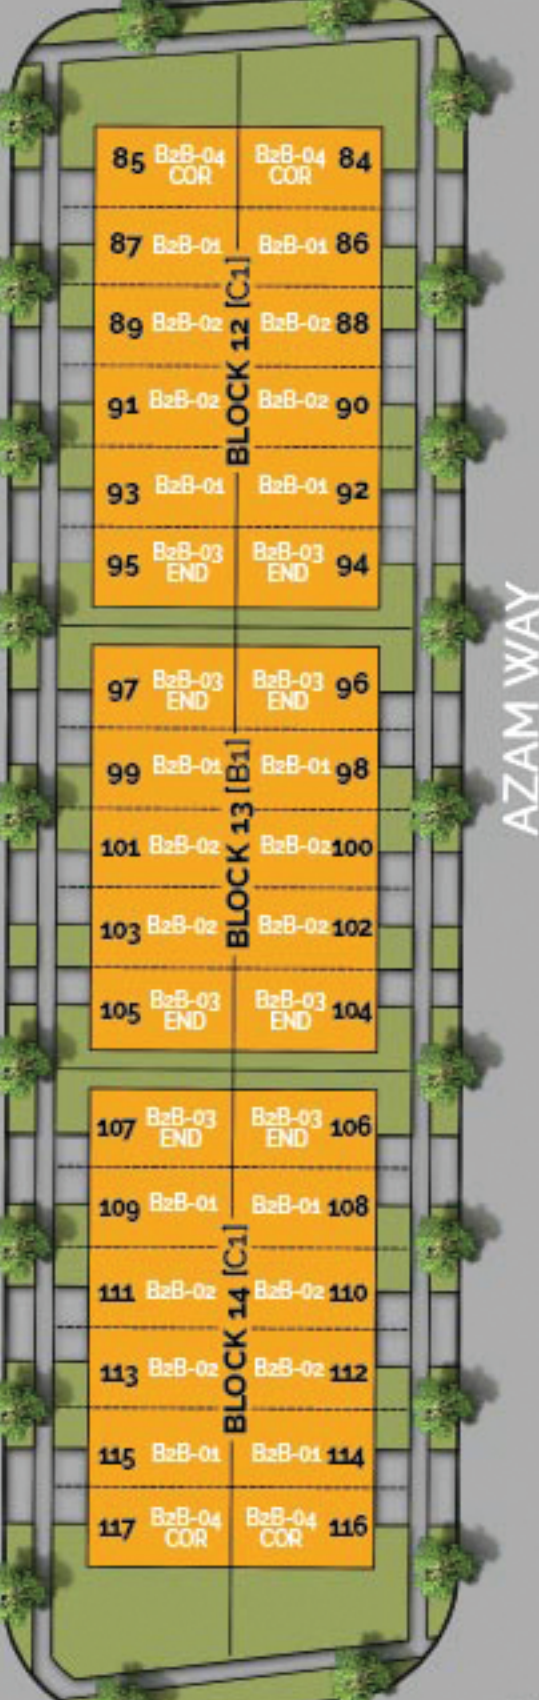 85 B2B-04 COR B2B-04 COR 84
87 B2B-01 B2B-01 86
89 B2B-02 B2B-02 88
91 B2B-02 B2B-02 90
93 B2B-01 B2B-01 92
95 B2B-03 END B2B-03 END 94
BLOCK 12 [C1]
97 B2B-03 END B2B-03 END 96
99 B2B-01 B2B-01 98
101 B2B-02 B2B-02 100
103 B2B-02 B2B-02 102
105 B2B-03 END B2B-03 END 104
BLOCK 13 [B1]
107 B2B-03 END B2B-03 END 106
109 B2B-01 B2B-01 108
111 B2B-02 B2B-02 110
113 B2B-02 B2B-02 112
115 B2B-01 B2B-01 114
117 B2B-04 COR B2B-04 COR 116
BLOCK 14 [C1]
AZAM WAY